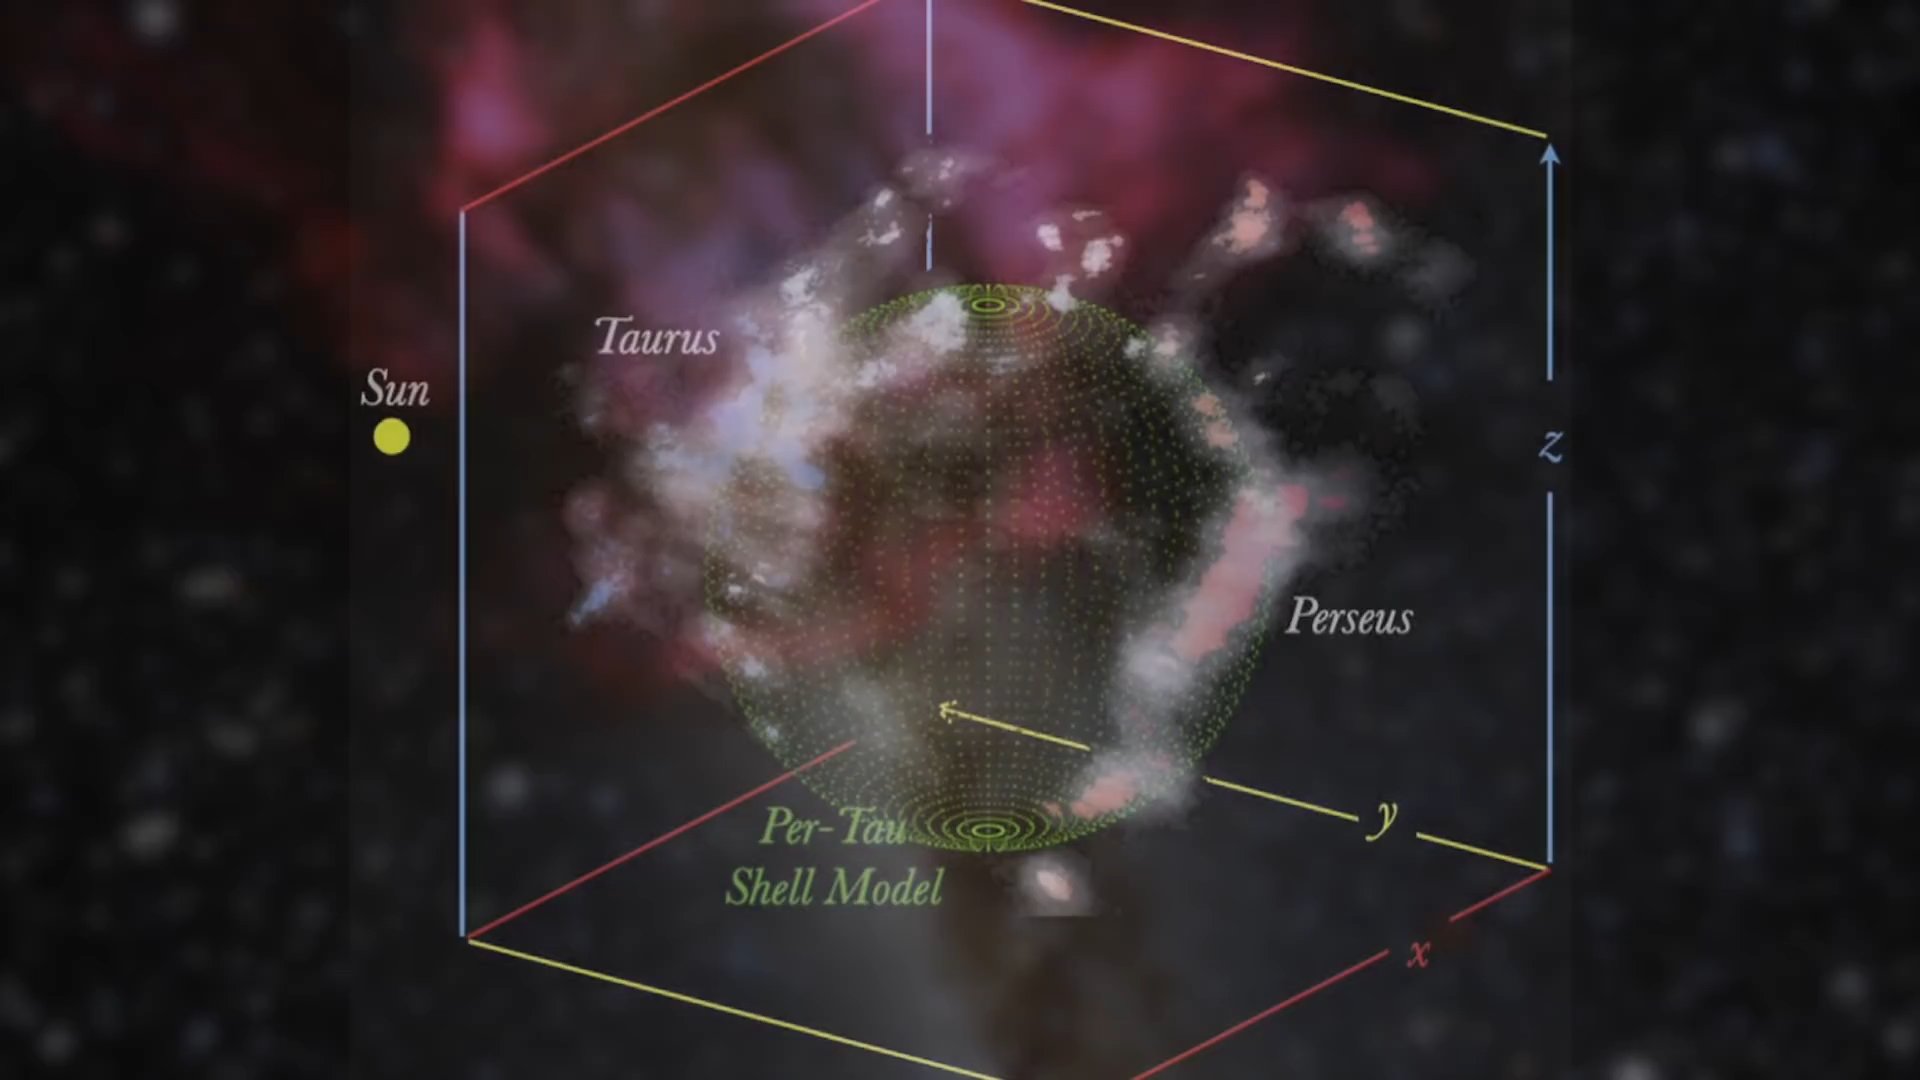 Taurus
Sun
z
Perseus
y
Per-Tau
Shell Model
x